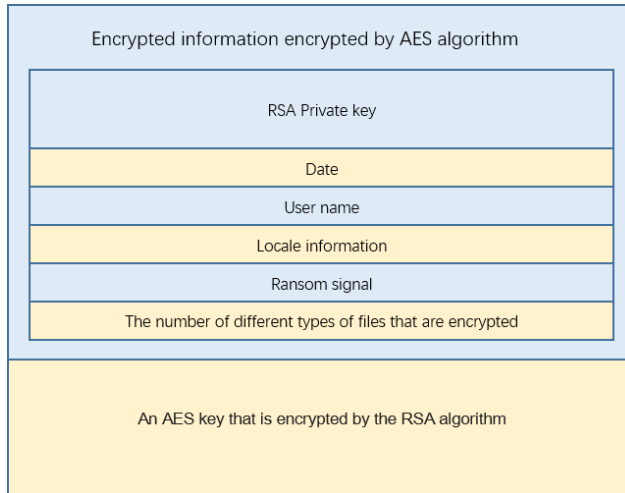 Encrypted information encrypted by AES algorithm
RSA Private key
Date
User name
Locale information
Ransom signal
The number of different types of files that are encrypted
An AES key that is encrypted by the RSA algorithm